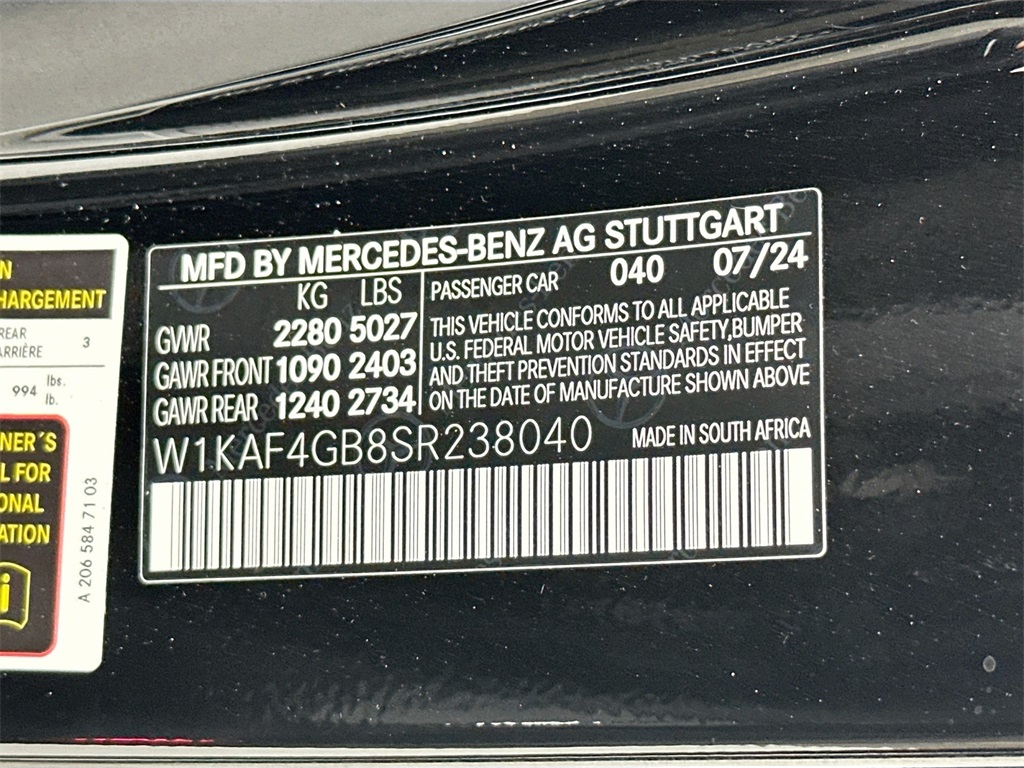 N
HARGEMENT
REAR
ARRIÈRE 3
994 lbs.
lb.
NER´S
L FOR
ONAL
ATION
i
A 206 584 71 03
MFD BY MERCEDES-BENZ AG STUTTGART
KG LBS
GVWR 2280 5027
GAWR FRONT 1090 2403
GAWR REAR 1240 2734
PASSENGER CAR 040 07/24
THIS VEHICLE CONFORMS TO ALL APPLICABLE
U.S. FEDERAL MOTOR VEHICLE SAFETY,BUMPER
AND THEFT PREVENTION STANDARDS IN EFFECT
ON THE DATE OF MANUFACTURE SHOWN ABOVE
W1KAF4GB8SR238040 MADE IN SOUTH AFRICA